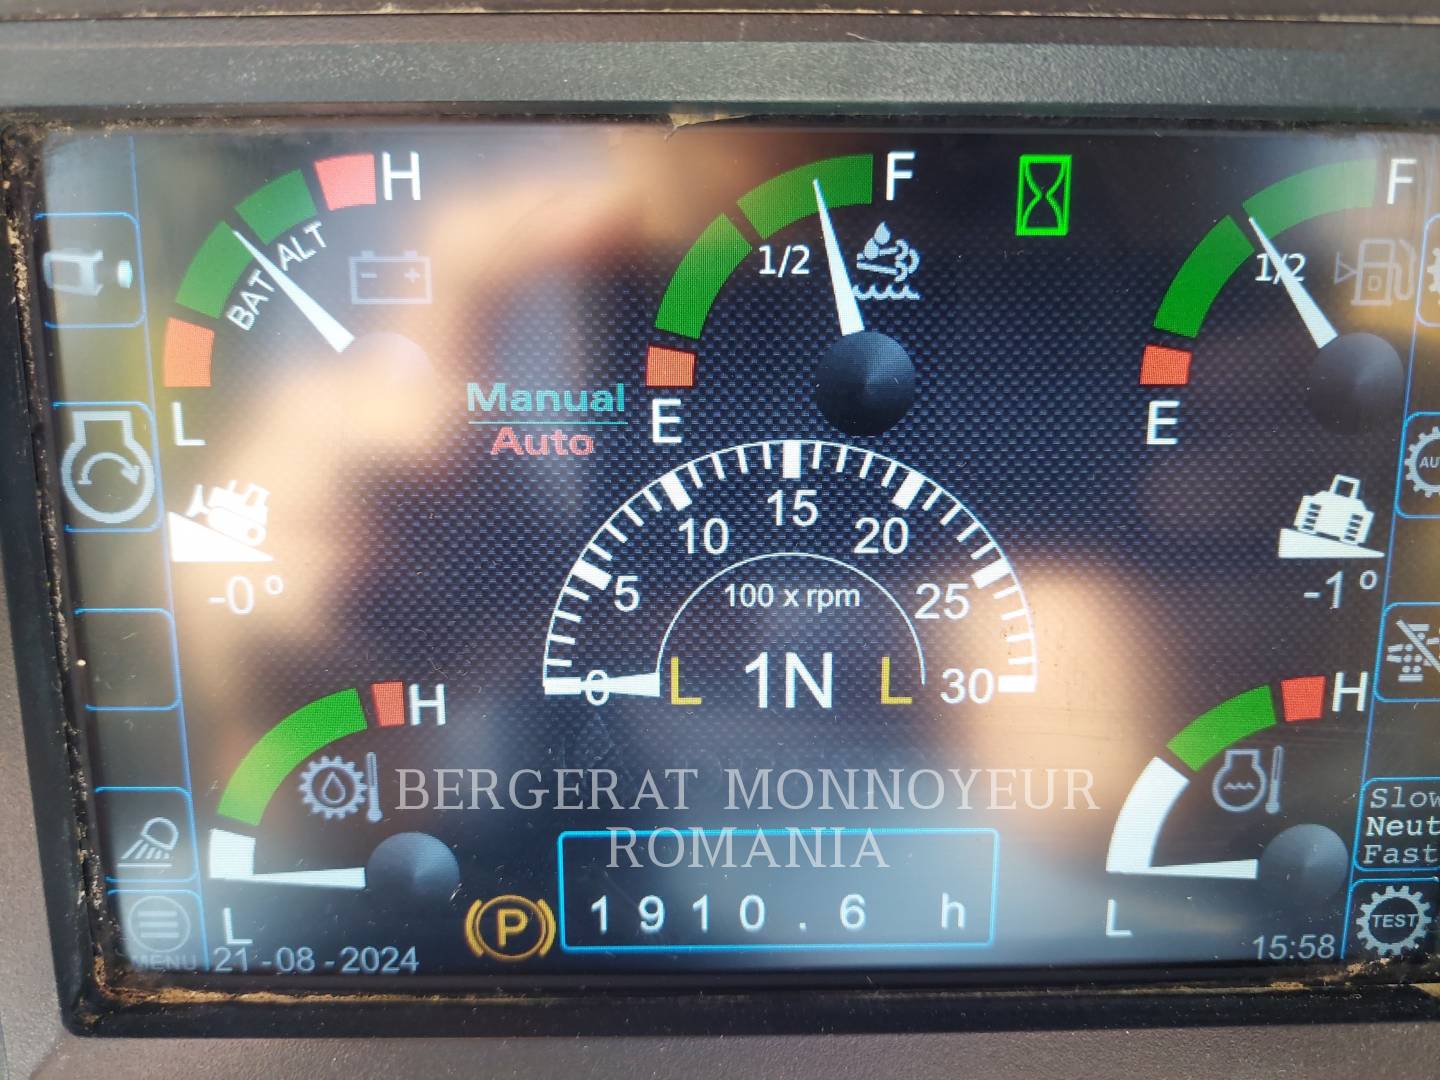 H
F
F
BAT ALT
1/2
1/2
L
Manual
Auto
E
E
AU
0 5 10 15 20 25 30
100 x rpm
-0 °
-1 °
L 1N L
H
H
BERGERAT MONNOYEUR
ROMANIA
Slow
Neut
Fast
1910.6 h
P
L
L
TEST
MENU
21-08-2024
15:58